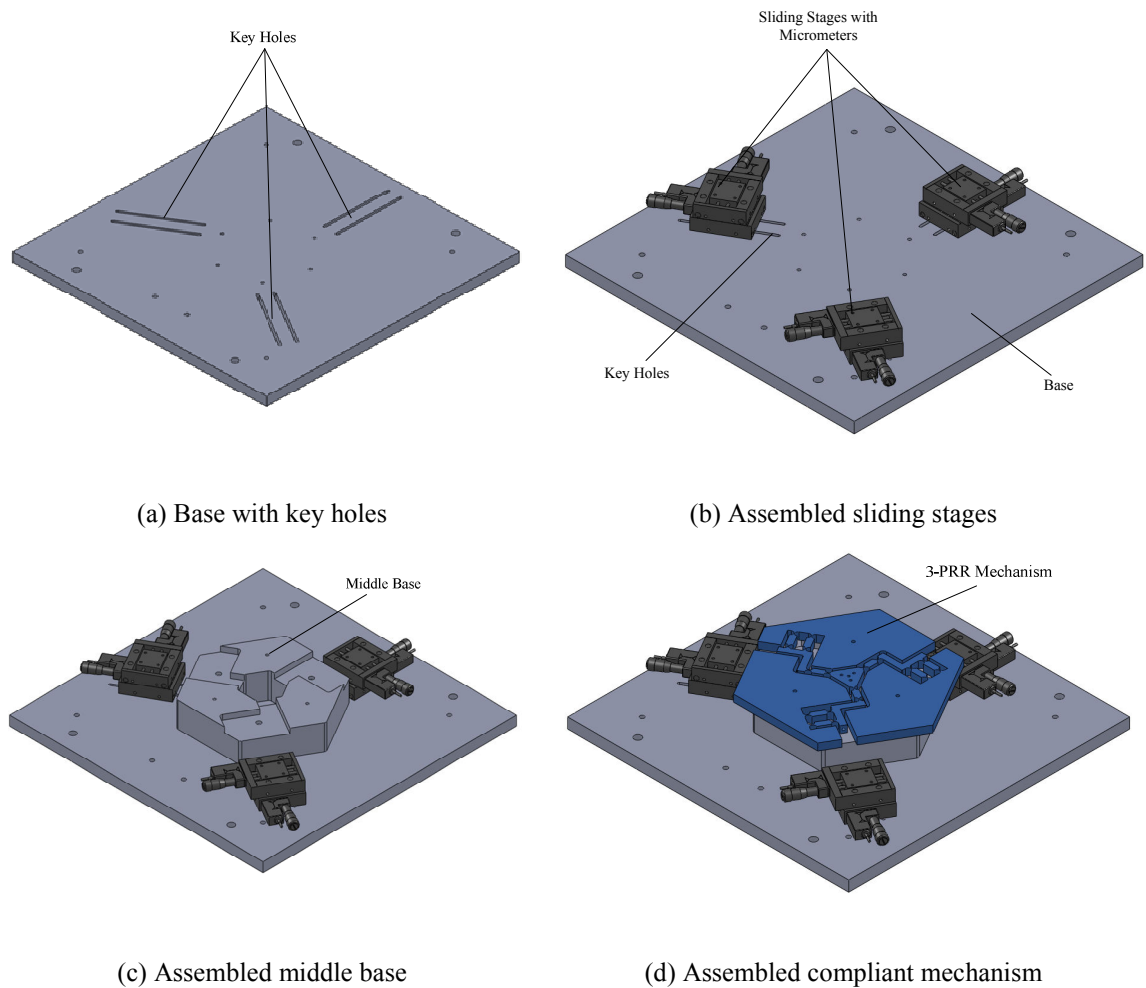 Key Holes
Sliding Stages with
Micrometers
Key Holes
Base
(a) Base with key holes
(b) Assembled sliding stages
Middle Base
3-PRR Mechanism
(c) Assembled middle base
(d) Assembled compliant mechanism